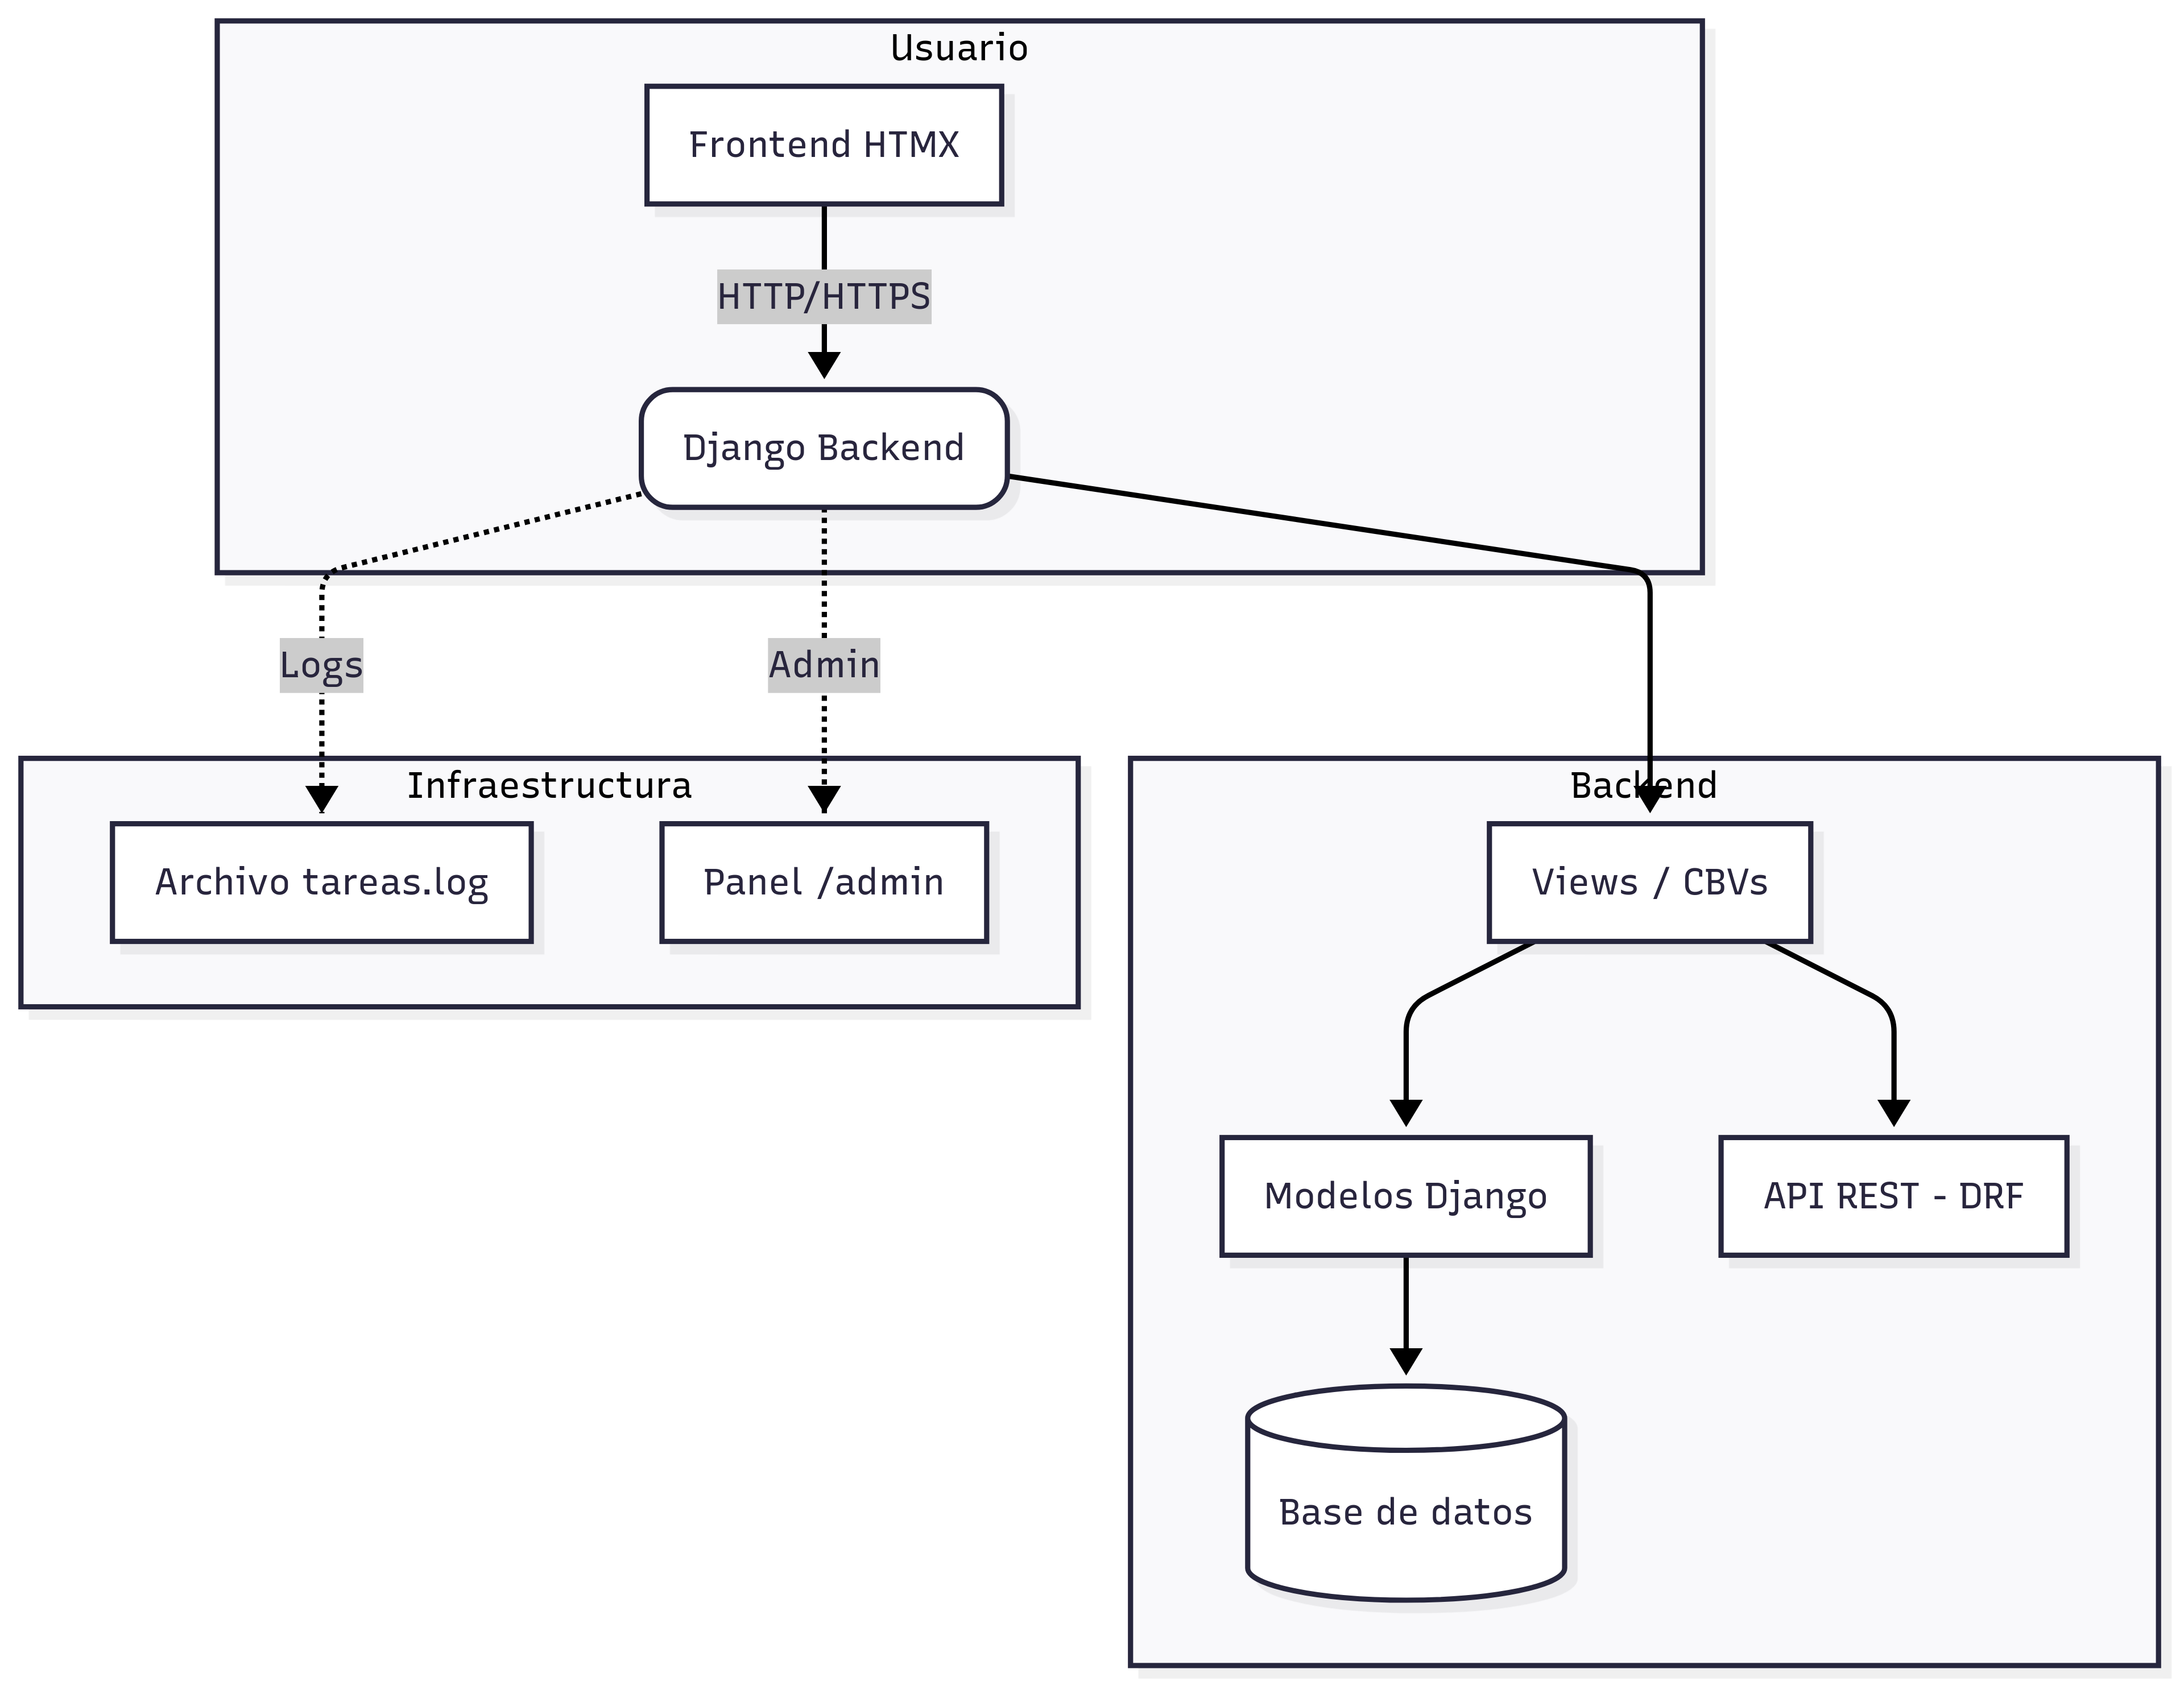 Usuario
Frontend HTMX
HTTP/HTTPS
Django Backend
Logs
Admin
Infraestructura
Archivo tareas.log
Panel /admin
Backend
Views / CBVs
Modelos Django
API REST - DRF
Base de datos